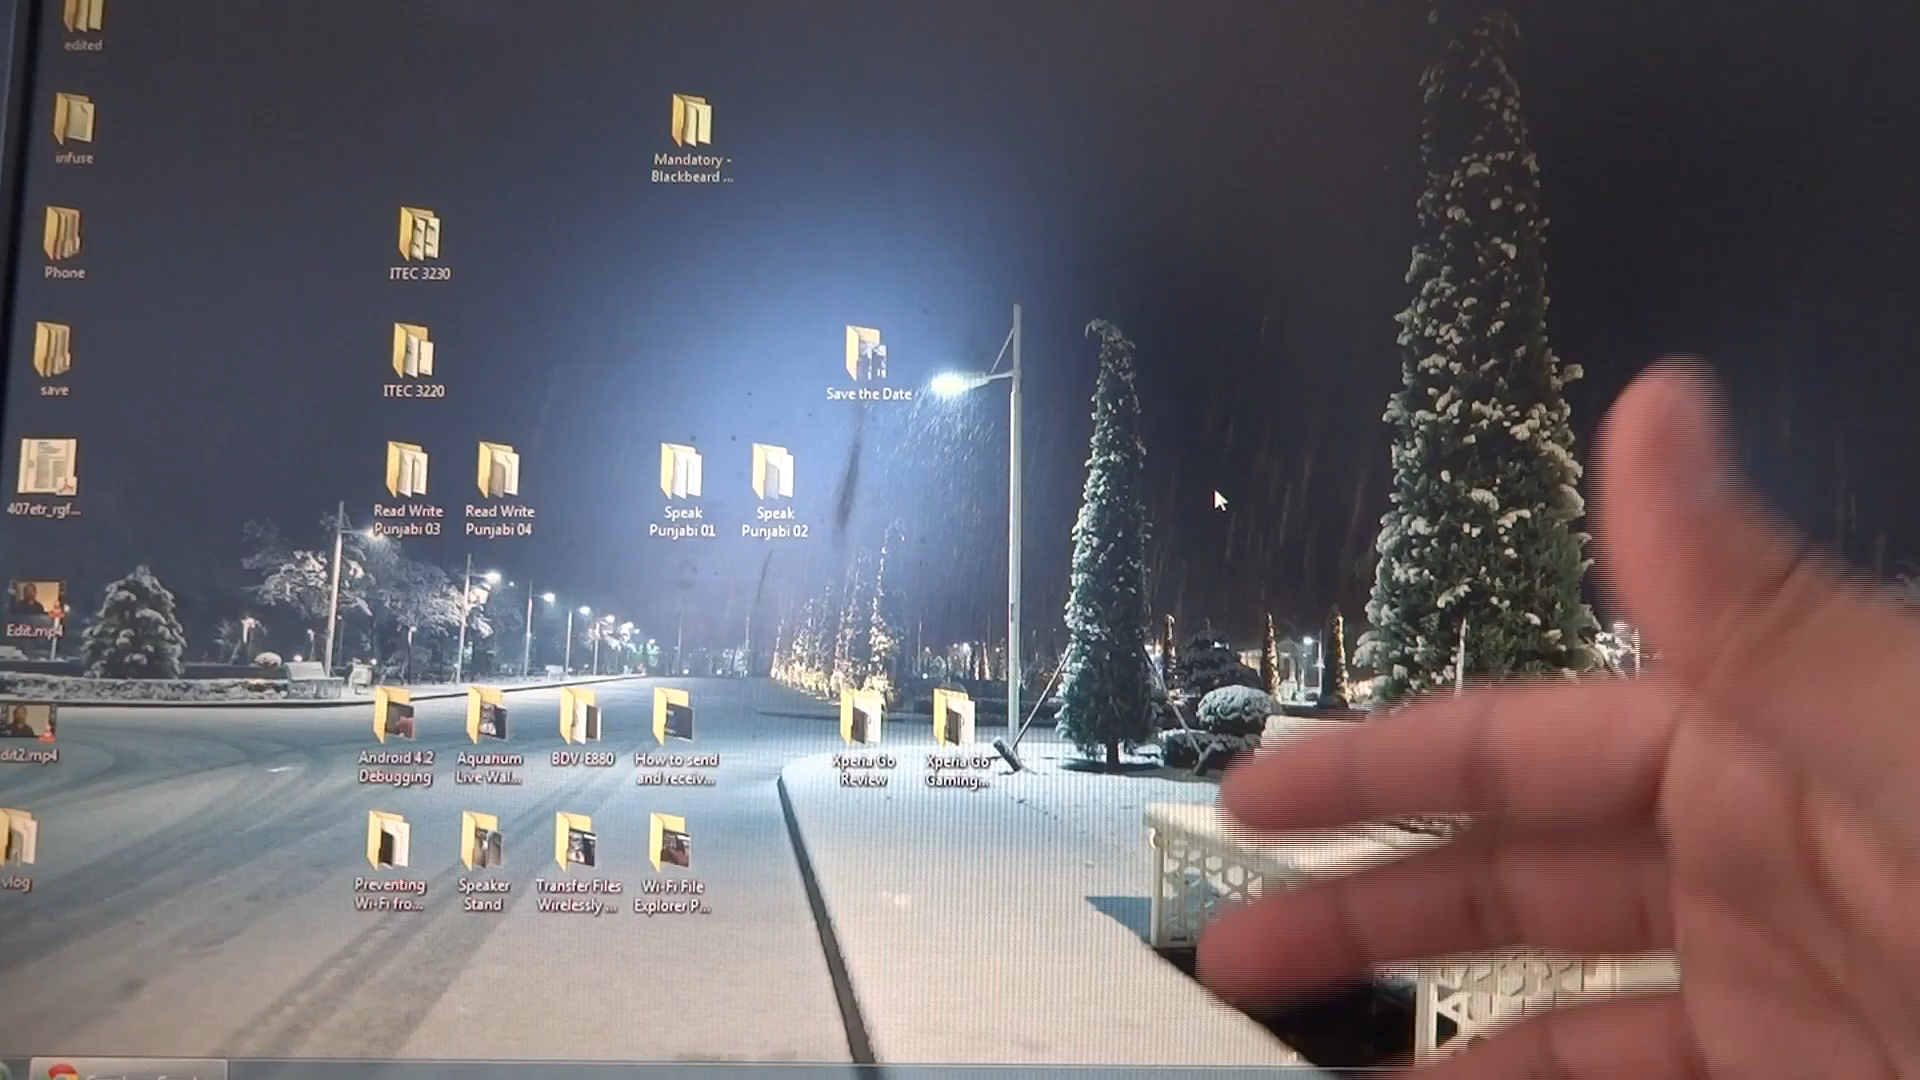 edited
infuse
Mandatory -
Blackbeard ...
Phone
ITEC 3230
save
ITEC 3220
Save the Date
407etr_rgf...
Read Write
Punjabi 03
Read Write
Punjabi 04
Speak
Punjabi 01
Speak
Punjabi 02
Edit.mp4
dit2.mp4
Android 4.2
Debugging
Aquarium
Live Wal...
BDV-E880
How to send
and receiv...
Xperia Go
Review
Xperia Go
Gaming...
vlog
Preventing
Wi-Fi fro...
Speaker
Stand
Transfer Files
Wirelessly ...
Wi-Fi File
Explorer P...